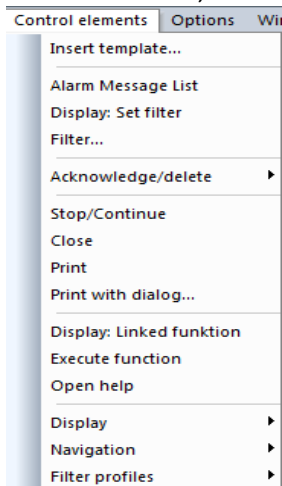 Control elements Options
Insert template...
Alarm Message List
Display: Set filter
Filter...
Acknowledge/delete
Stop/Continue
Close
Print
Print with dialog...
Display: Linked funktion
Execute function
Open help
Display
Navigation
Filter profiles